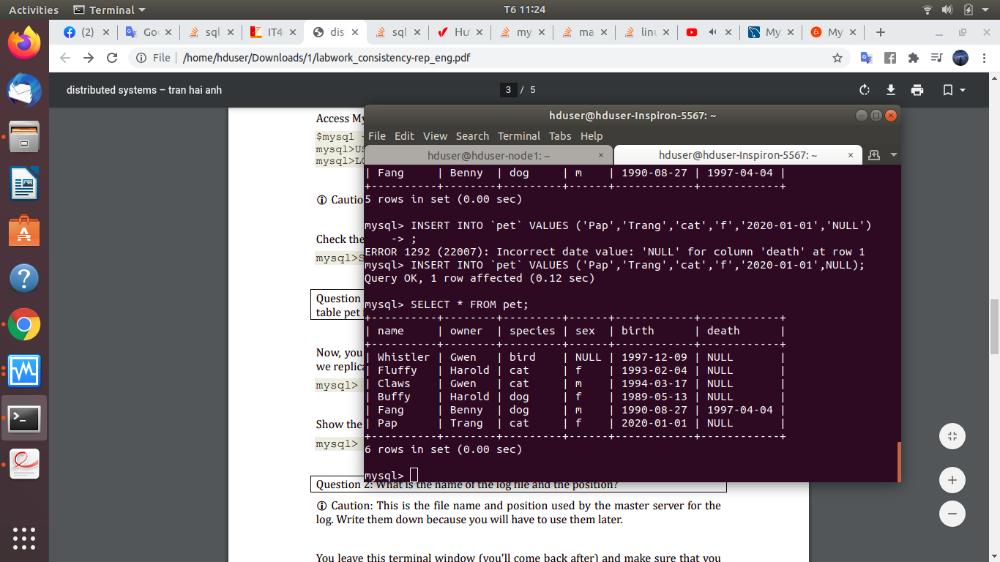 Activities
Terminal
T6 11:24
(2)
Go
sql
IT4
dis
sql
Hu
my
ma
linu
My
My
File
/home/hduser/Downloads/1/labwork_consistency-rep_eng.pdf
distributed systems – tran hai anh
3 / 5
Access My
$mysql -
mysql>US
mysql>LO
ⓘ Cautio
Check the
mysql>S
Question
table pet i
Now, you
we replica
mysql>
Show the
mysql>
hduser@hduser-Inspiron-5567: ~
File Edit View Search Terminal Tabs Help
hduser@hduser-node1: ~
hduser@hduser-Inspiron-5567: ~
| Fang     | Benny  | dog     | m    | 1990-08-27 | 1997-04-04 |
+----------+--------+---------+------+------------+------------+
5 rows in set (0.00 sec)
mysql> INSERT INTO `pet` VALUES ('Pap','Trang','cat','f','2020-01-01','NULL')
    -> ;
ERROR 1292 (22007): Incorrect date value: 'NULL' for column 'death' at row 1
mysql> INSERT INTO `pet` VALUES ('Pap','Trang','cat','f','2020-01-01',NULL);
Query OK, 1 row affected (0.12 sec)
mysql> SELECT * FROM pet;
+----------+--------+---------+------+------------+------------+
| name     | owner  | species | sex  | birth      | death      |
+----------+--------+---------+------+------------+------------+
| Whistler | Gwen   | bird    | NULL | 1997-12-09 | NULL       |
| Fluffy   | Harold | cat     | f    | 1993-02-04 | NULL       |
| Claws    | Gwen   | cat     | m    | 1994-03-17 | NULL       |
| Buffy    | Harold | dog     | f    | 1989-05-13 | NULL       |
| Fang     | Benny  | dog     | m    | 1990-08-27 | 1997-04-04 |
| Pap      | Trang  | cat     | f    | 2020-01-01 | NULL       |
+----------+--------+---------+------+------------+------------+
6 rows in set (0.00 sec)
mysql>
Question 2: What is the name of the log file and the position?
ⓘ Caution: This is the file name and position used by the master server for the
log. Write them down because you will have to use them later.
You leave this terminal window (you'll come back after) and make sure that you